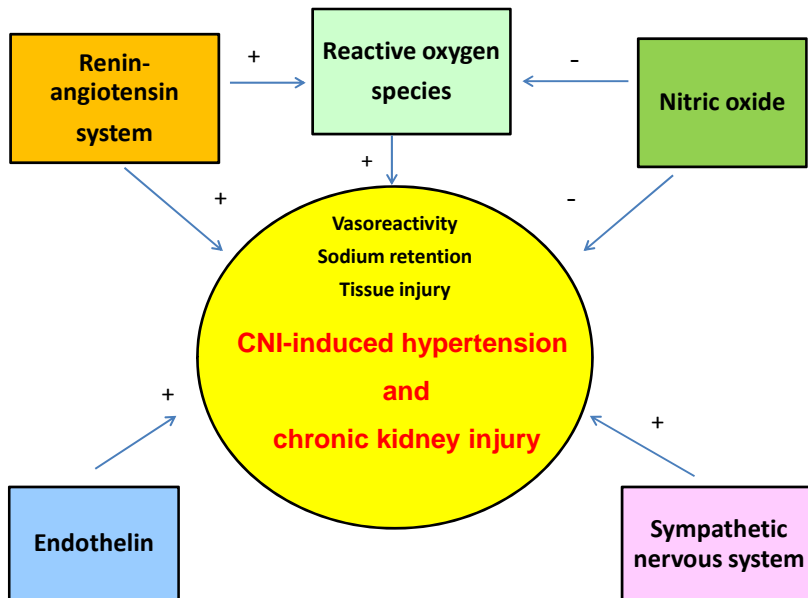 Renin-
angiotensin
system
+
Reactive oxygen
species
-
Nitric oxide
+
+
-
Vasoreactivity
Sodium retention
Tissue injury
CNI-induced hypertension
and
chronic kidney injury
+
+
Endothelin
Sympathetic
nervous system